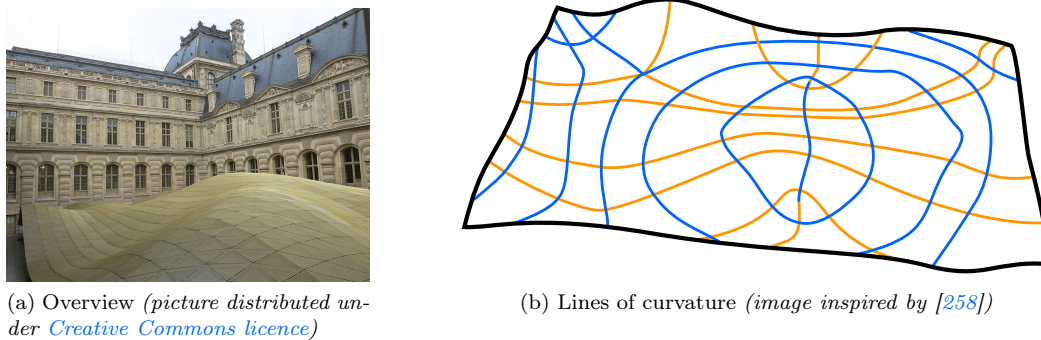 (a) Overview (picture distributed un-
der Creative Commons licence)
(b) Lines of curvature (image inspired by [258])